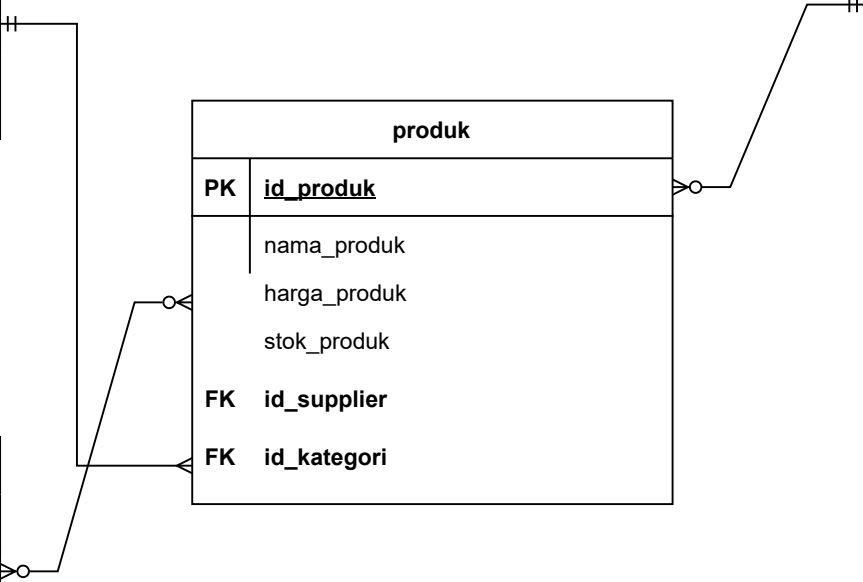 produk
PK id_produk
nama_produk
harga_produk
stok_produk
FK id_supplier
FK id_kategori